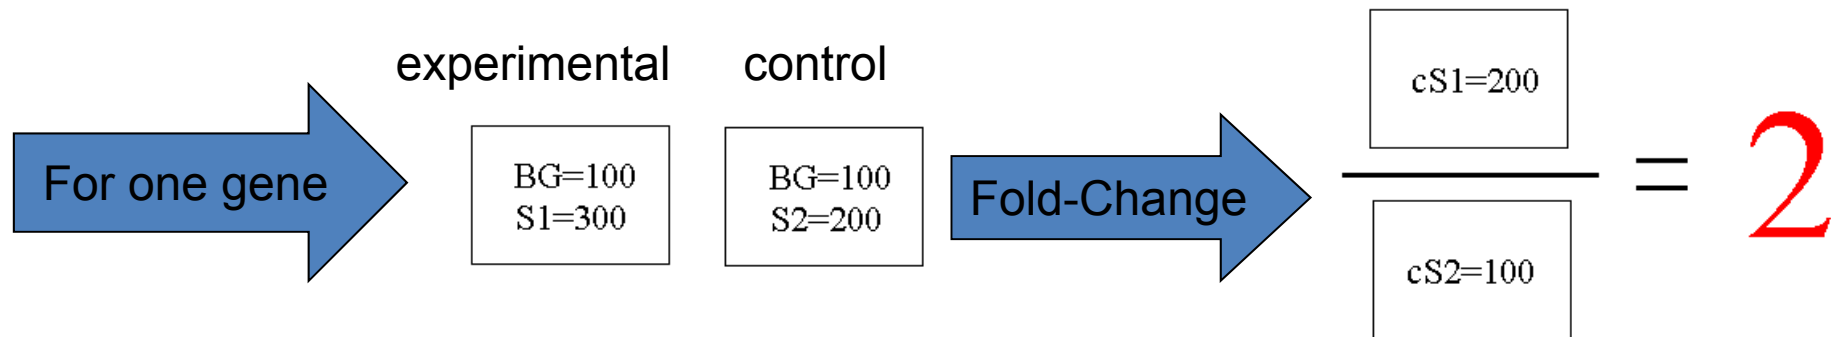 For one gene
experimental
BG=100
S1=300
control
BG=100
S2=200
Fold-Change
cS1=200
cS2=100
= 2